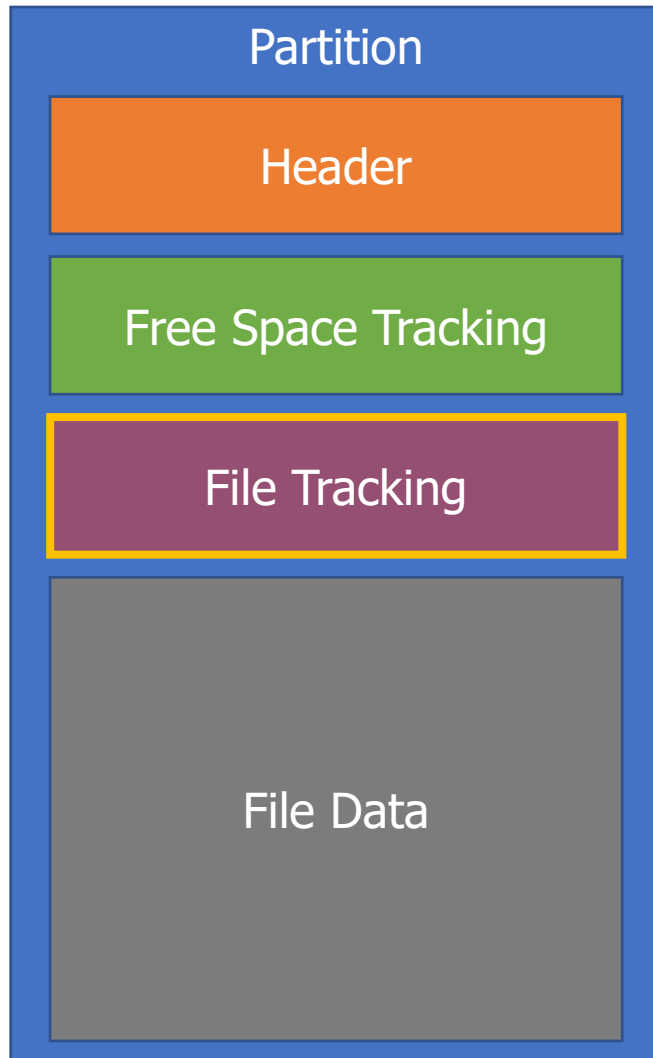 Partition
Header
Free Space Tracking
File Tracking
File Data